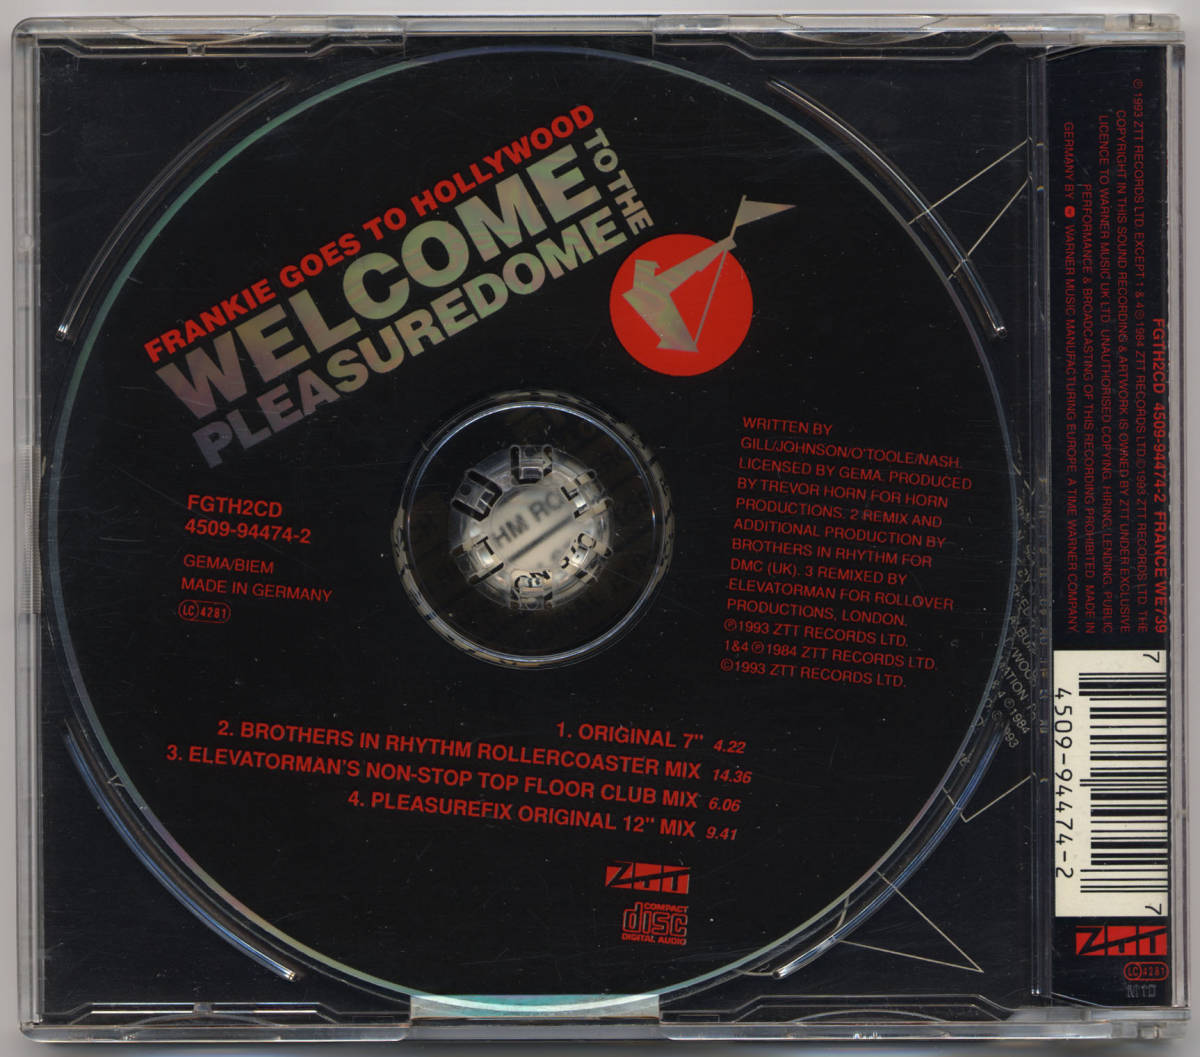 FRANKIE GOES TO HOLLYWOOD
WELCOME
TO THE
PLEASUREDOME
FGTH2CD
4509-94474-2
GEMA/BIEM
MADE IN GERMANY
LC 4281
WRITTEN BY
GILL/JOHNSON/O'TOOLE/NASH.
LICENSED BY GEMA. PRODUCED
BY TREVOR HORN FOR HORN
PRODUCTIONS. 2 REMIX AND
ADDITIONAL PRODUCTION BY
BROTHERS IN RHYTHM FOR
DMC (UK). 3 REMIXED BY
ELEVATORMAN FOR ROLLOVER
PRODUCTIONS, LONDON.
℗1993 ZTT RECORDS LTD.
1&4 ℗1984 ZTT RECORDS LTD.
©1993 ZTT RECORDS LTD.
1. ORIGINAL 7" 4.22
2. BROTHERS IN RHYTHM ROLLERCOASTER MIX 14.36
3. ELEVATORMAN'S NON-STOP TOP FLOOR CLUB MIX 6.06
4. PLEASUREFIX ORIGINAL 12" MIX 9.41
ZTT
COMPACT
disc
DIGITAL AUDIO
FGTH2CD 4509-94474-2 FRANCE WE739
℗ 1993 ZTT RECORDS LTD. EXCEPT 1 & 4 ℗ 1984 ZTT RECORDS LTD © 1993 ZTT RECORDS LTD. THE
COPYRIGHT IN THIS SOUND RECORDING & ARTWORK IS OWNED BY ZTT UNDER EXCLUSIVE
LICENCE TO WARNER MUSIC UK LTD. UNAUTHORISED COPYING, HIRING, LENDING, PUBLIC
PERFORMANCE & BROADCASTING OF THIS RECORDING PROHIBITED. MADE IN
GERMANY BY WARNER MUSIC MANUFACTURING EUROPE. A TIME WARNER COMPANY.
7
4509-94474-2
7
ZTT
LC 4281